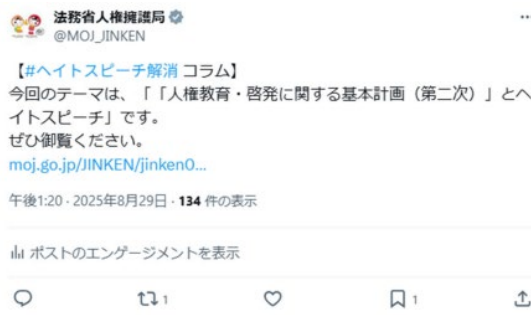 法務省人権擁護局
@MOJ_JINKEN
【#ヘイトスピーチ解消 コラム】
今回のテーマは、「「人権教育・啓発に関する基本計画（第二次）」とヘ
イトスピーチ」です。
ぜひ御覧ください。
moj.go.jp/JINKEN/jinken0...
午後1:20 · 2025年8月29日 · 134 件の表示
ポストのエンゲージメントを表示
1 1